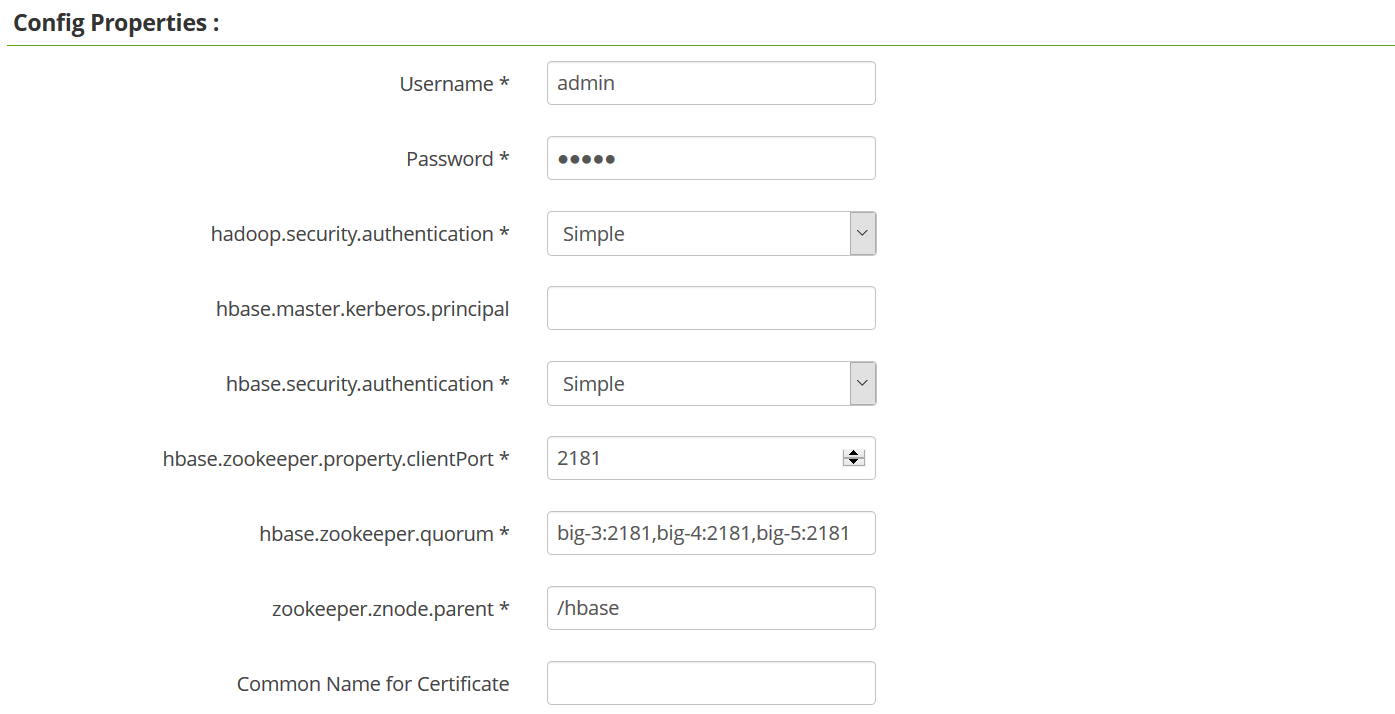 Config Properties :
Username * admin
Password * ●●●●●
hadoop.security.authentication * Simple
hbase.master.kerberos.principal
hbase.security.authentication * Simple
hbase.zookeeper.property.clientPort * 2181
hbase.zookeeper.quorum * big-3:2181,big-4:2181,big-5:2181
zookeeper.znode.parent * /hbase
Common Name for Certificate